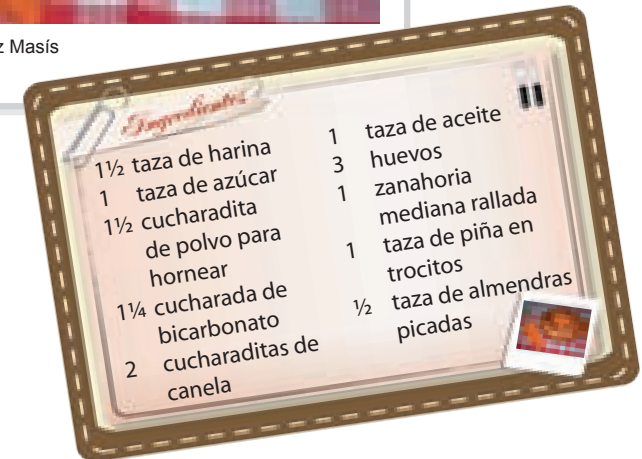 z Masís
Ingredientes
1½ taza de harina
1 taza de azúcar
1½ cucharadita
de polvo para
hornear
1¼ cucharada de
bicarbonato
2 cucharaditas de
canela
1 taza de aceite
3 huevos
1 zanahoria
mediana rallada
1 taza de piña en
trocitos
½ taza de almendras
picadas